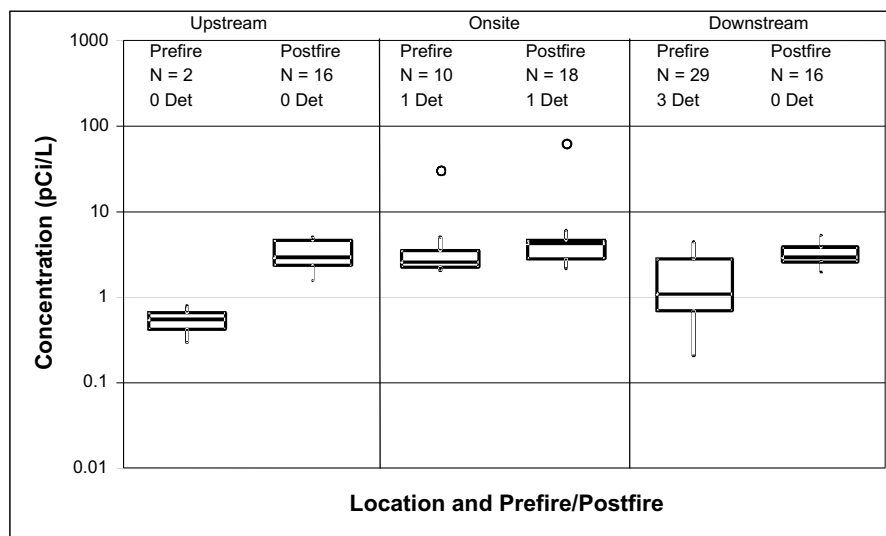 Upstream Onsite Downstream
1000
Prefire Postfire Prefire Postfire Prefire Postfire
N = 2 N = 16 N = 10 N = 18 N = 29 N = 16
0 Det 0 Det 1 Det 1 Det 3 Det 0 Det
100
10
1
0.1
0.01
Concentration (pCi/L)
Location and Prefire/Postfire